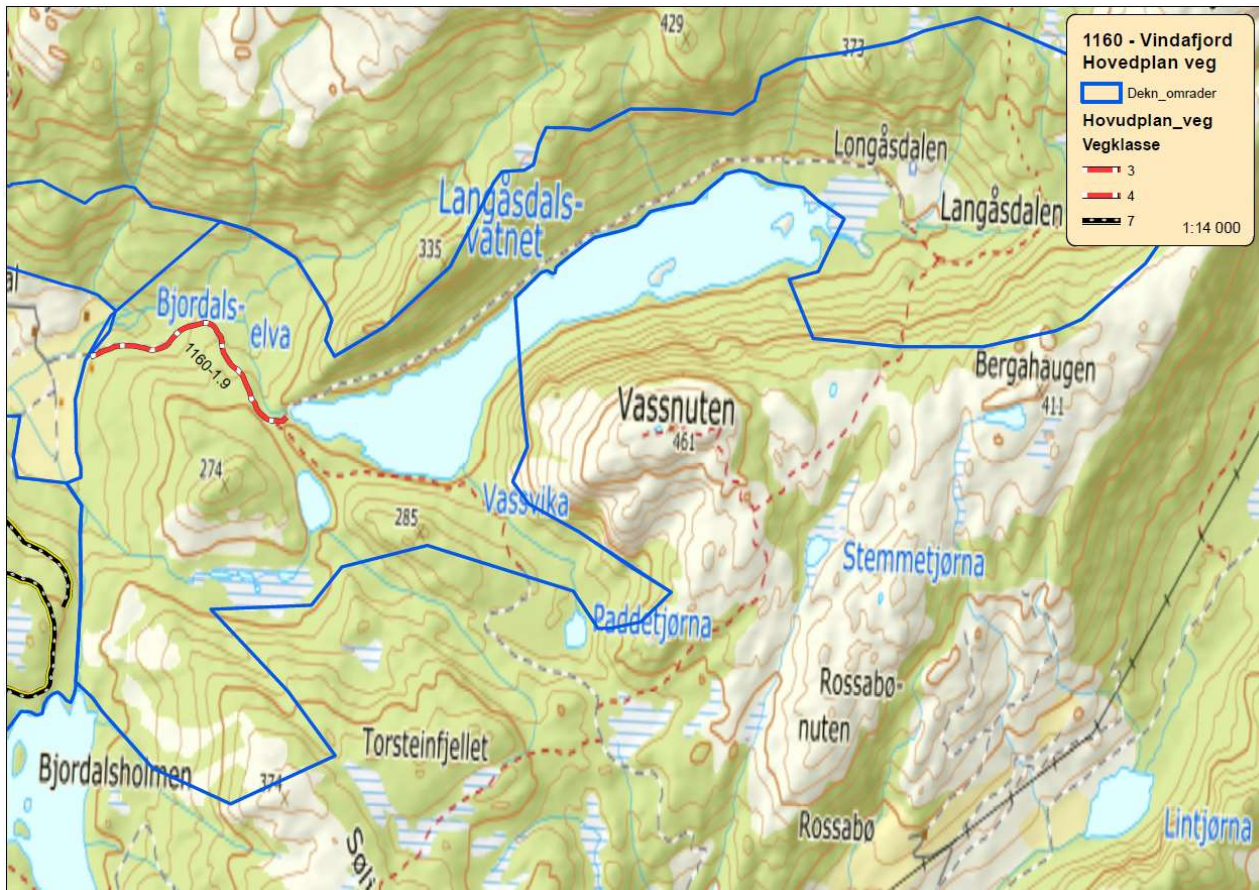 429
373
1160 - Vindafjord
Hovedplan veg
Dekn_omrader
Hovudplan_veg
Vegklasse
3
4
7
1:14 000
Longåsdalen
Langåsdalen
Langåsdals-
vatnet
335
al
Bjordals-
elva
1160-1.9
Bergahaugen
411
Vassnuten
461
274
285
Vassvika
Stemmetjørna
Paddetjørna
Rossabø-
nuten
Torsteinfjellet
Bjordalsholmen
374
Rossabø
Lintjørna
Søli